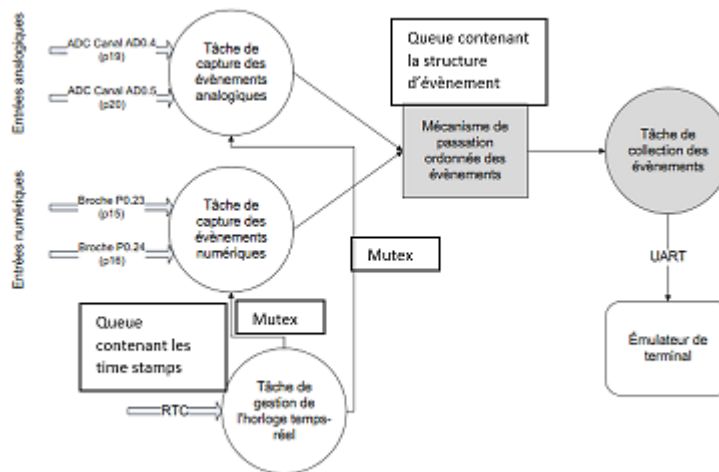 Entrées analogiques
ADC Canal AD0.4
(p19)
ADC Canal AD0.5
(p20)
Tâche de
capture des
évènements
analogiques
Queue contenant
la structure
d'évènement
Mécanisme de
passation
ordonnée des
évènements
Tâche de
collection des
évènements
Entrées numériques
Broche P0.23
(p15)
Broche P0.24
(p16)
Tâche de
capture des
évènements
numériques
Mutex
UART
Queue
contenant les
time stamps
Mutex
Émulateur de
terminal
RTC
Tâche de
gestion de
l'horloge temps-
réel